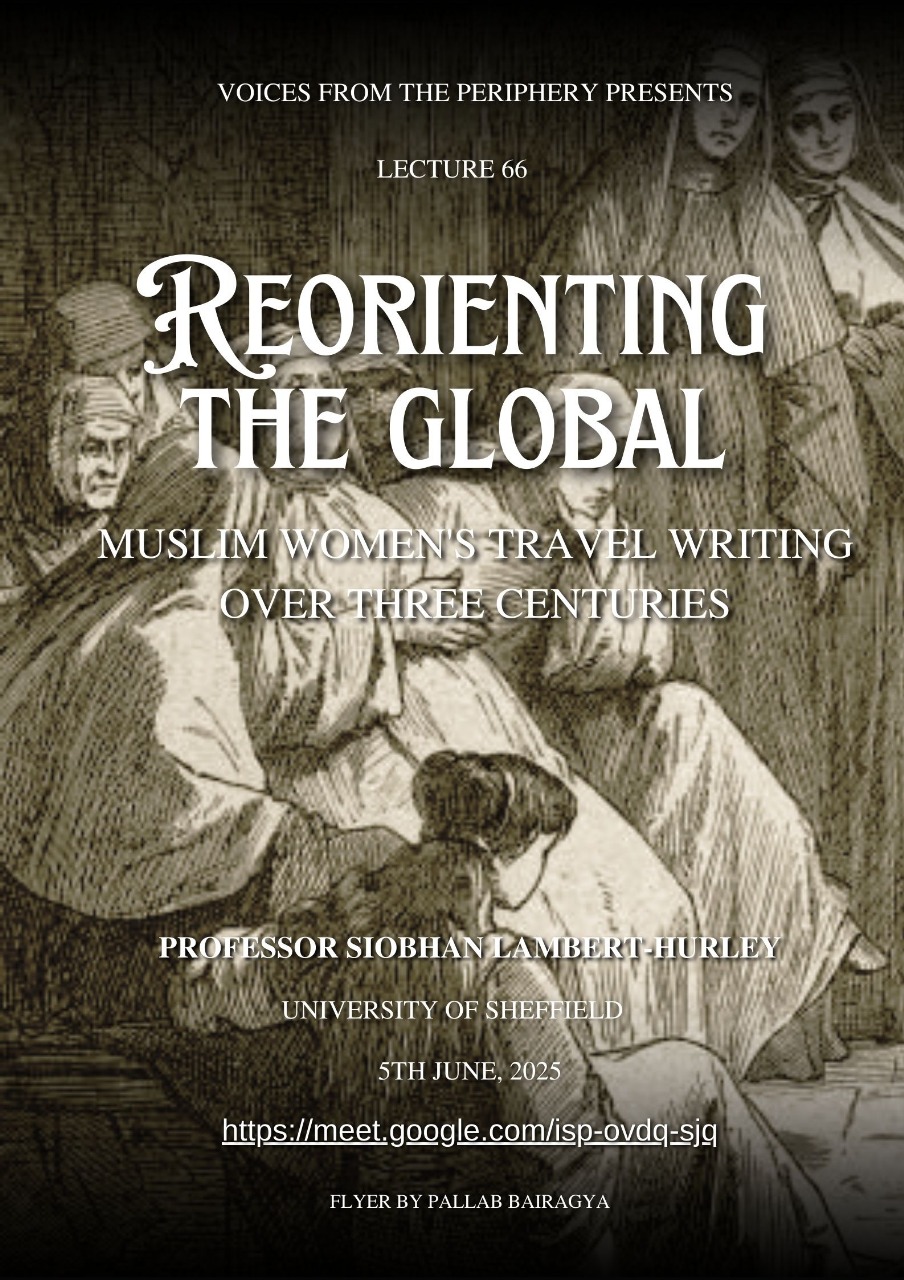 VOICES FROM THE PERIPHERY PRESENTS
LECTURE 66
REORIENTING
THE GLOBAL
MUSLIM WOMEN'S TRAVEL WRITING
OVER THREE CENTURIES
PROFESSOR SIOBHAN LAMBERT-HURLEY
UNIVERSITY OF SHEFFIELD
5TH JUNE, 2025
https://meet.google.com/isp-ovdq-sjq
FLYER BY PALLAB BAIRAGYA